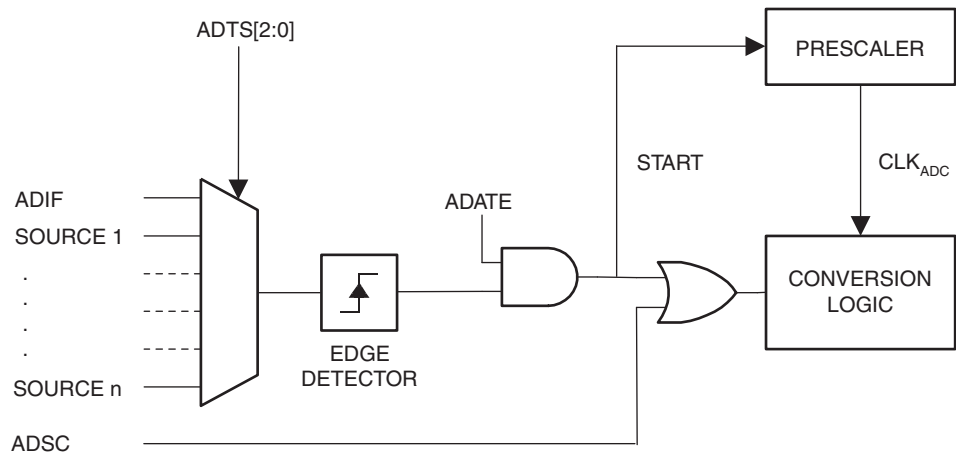 ADTS[2:0]
PRESCALER
START
CLKADC
ADIF
ADATE
SOURCE 1
.
.
.
.
CONVERSION
LOGIC
EDGE
DETECTOR
SOURCE n
ADSC